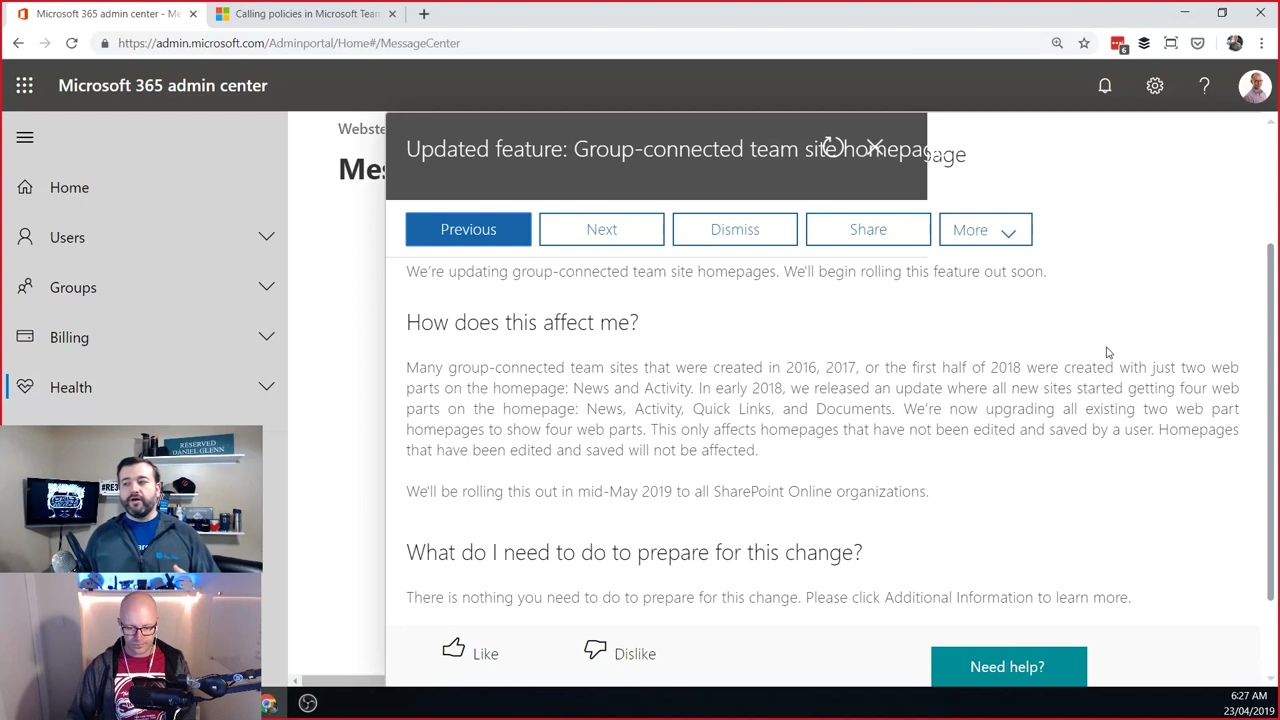 Microsoft 365 admin center - Me
Calling policies in Microsoft Team
https://admin.microsoft.com/Adminportal/Home#/MessageCenter
6
Microsoft 365 admin center
Home
Users
Groups
Billing
Health
Webste
Mes
Updated feature: Group-connected team site homepag
age
Previous
Next
Dismiss
Share
More
We're updating group-connected team site homepages. We'll begin rolling this feature out soon.
How does this affect me?
Many group-connected team sites that were created in 2016, 2017, or the first half of 2018 were created with just two web
parts on the homepage: News and Activity. In early 2018, we released an update where all new sites started getting four web
parts on the homepage: News, Activity, Quick Links, and Documents. We're now upgrading all existing two web part
homepages to show four web parts. This only affects homepages that have not been edited and saved by a user. Homepages
that have been edited and saved will not be affected.
We'll be rolling this out in mid-May 2019 to all SharePoint Online organizations.
What do I need to do to prepare for this change?
There is nothing you need to do to prepare for this change. Please click Additional Information to learn more.
Like
Dislike
Need help?
RESERVED
DANIEL GLENN
6:27 AM
23/04/2019